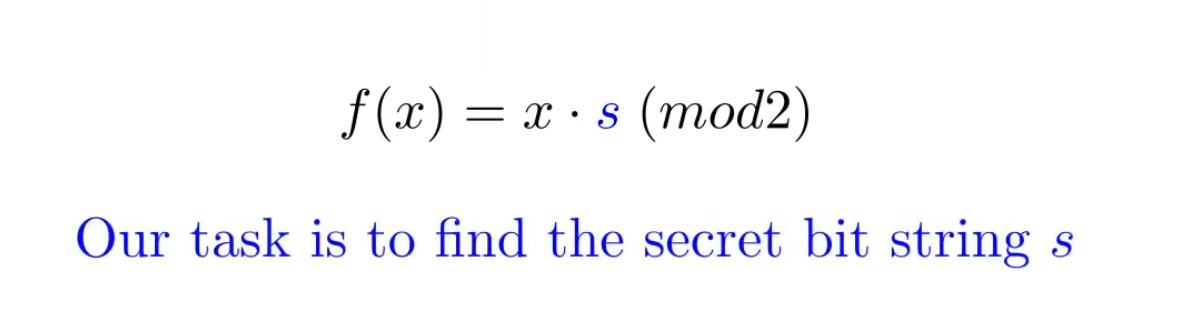 f(x) = x · s (mod2)
Our task is to find the secret bit string s